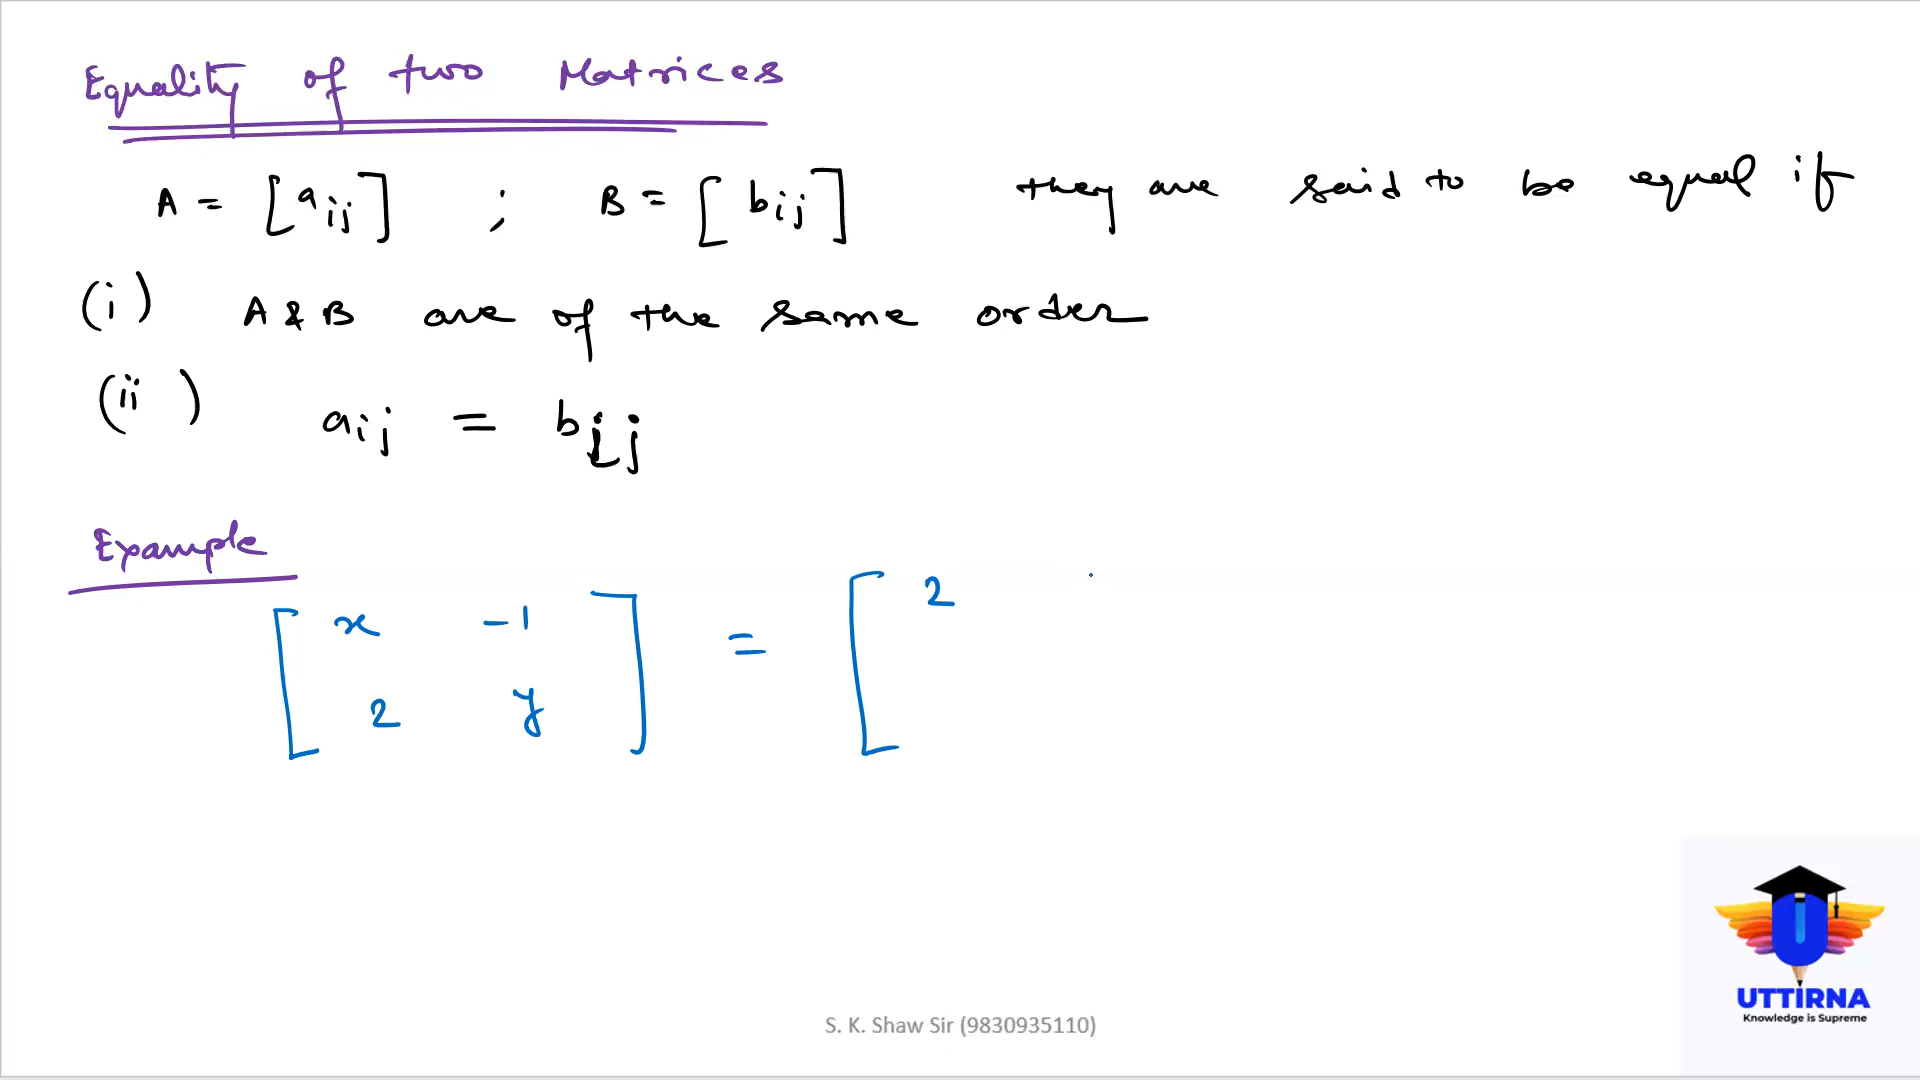 Equality of two Matrices
A = [aij] ; B = [bij] they are said to be equal if
(i) A & B are of the same order
(ii) aij = bij
Example
[ x -1 ] = [ 2
2 y
UTTIRNA
Knowledge is Supreme
S. K. Shaw Sir (9830935110)